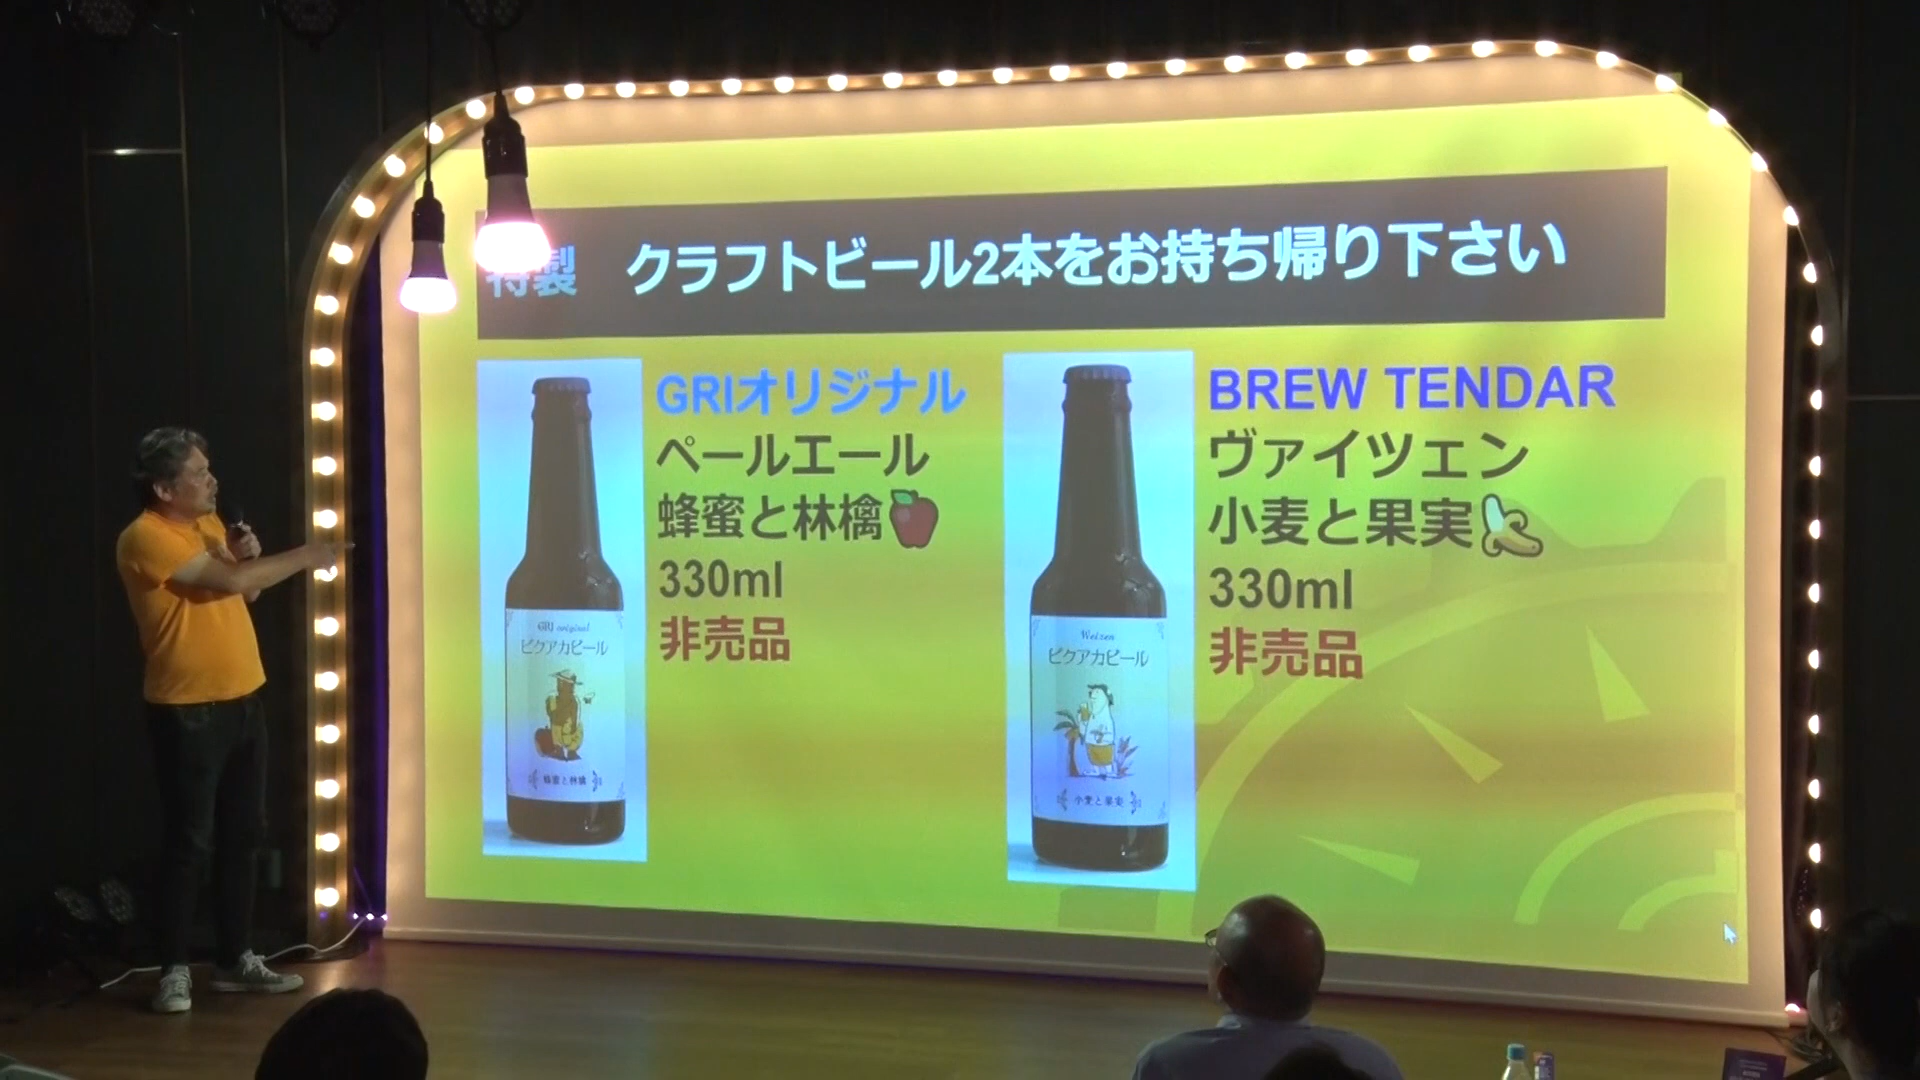 特製 クラフトビール2本をお持ち帰り下さい
GRIオリジナル
ペールエール
蜂蜜と林檎
330ml
非売品
GRI original
ピクアカビール
蜂蜜と林檎
BREW TENDAR
ヴァイツェン
小麦と果実
330ml
非売品
Weizen
ピクアカビール
小麦と果実